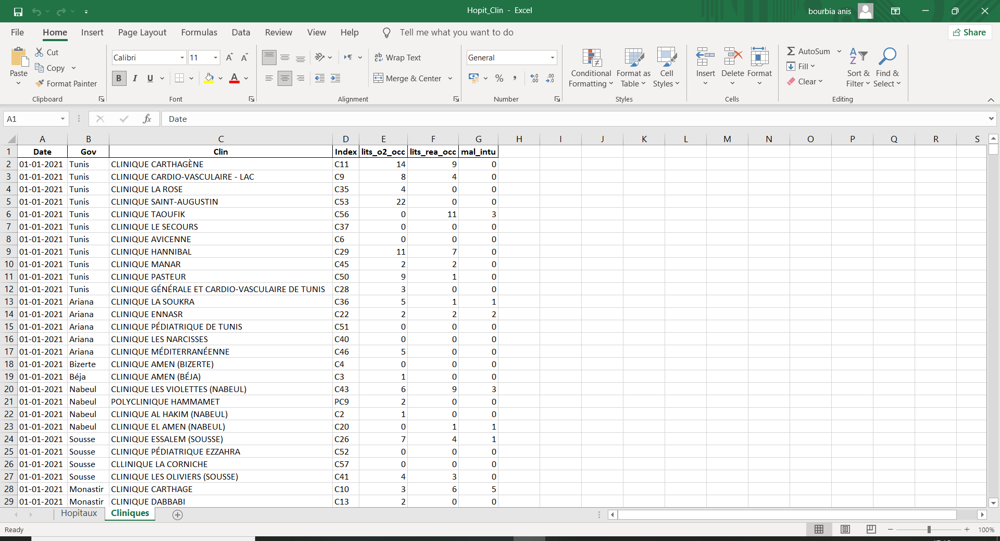 Hopit_Clin - Excel
bourbia anis
File Home Insert Page Layout Formulas Data Review View Help Tell me what you want to do Share
Paste
Cut
Copy
Format Painter
Clipboard
Calibri 11
B I U A
Font
Wrap Text
Merge & Center
Alignment
General
% ,
Number
Conditional Formatting
Format as Table
Cell Styles
Styles
Insert Delete Format
Cells
AutoSum
Fill
Clear
Sort & Filter
Find & Select
Editing
A1 fx Date
A B C D E F G H I J K L M N O P Q R S
1 Date Gov Clin Index lits_o2_occ lits_rea_occ mal_intu
2 01-01-2021 Tunis CLINIQUE CARTHAGÈNE C11 14 9 0
3 01-01-2021 Tunis CLINIQUE CARDIO-VASCULAIRE - LAC C9 8 4 0
4 01-01-2021 Tunis CLINIQUE LA ROSE C35 4 0 0
5 01-01-2021 Tunis CLINIQUE SAINT-AUGUSTIN C53 22 0 0
6 01-01-2021 Tunis CLINIQUE TAOUFIK C56 0 11 3
7 01-01-2021 Tunis CLINIQUE LE SECOURS C37 0 0 0
8 01-01-2021 Tunis CLINIQUE AVICENNE C6 0 0 0
9 01-01-2021 Tunis CLINIQUE HANNIBAL C29 11 7 0
10 01-01-2021 Tunis CLINIQUE MANAR C45 2 2 0
11 01-01-2021 Tunis CLINIQUE PASTEUR C50 9 1 0
12 01-01-2021 Tunis CLINIQUE GÉNÉRALE ET CARDIO-VASCULAIRE DE TUNIS C28 3 0 0
13 01-01-2021 Ariana CLINIQUE LA SOUKRA C36 5 1 1
14 01-01-2021 Ariana CLINIQUE ENNASR C22 2 2 2
15 01-01-2021 Ariana CLINIQUE PÉDIATRIQUE DE TUNIS C51 0 0 0
16 01-01-2021 Ariana CLINIQUE LES NARCISSES C40 0 0 0
17 01-01-2021 Ariana CLINIQUE MÉDITERRANÉENNE C46 5 0 0
18 01-01-2021 Bizerte CLINIQUE AMEN (BIZERTE) C4 0 0 0
19 01-01-2021 Béja CLINIQUE AMEN (BÉJA) C3 1 0 0
20 01-01-2021 Nabeul CLINIQUE LES VIOLETTES (NABEUL) C43 6 9 3
21 01-01-2021 Nabeul POLYCLINIQUE HAMMAMET PC9 2 0 0
22 01-01-2021 Nabeul CLINIQUE AL HAKIM (NABEUL) C2 1 0 0
23 01-01-2021 Nabeul CLINIQUE EL AMEN (NABEUL) C20 0 1 1
24 01-01-2021 Sousse CLINIQUE ESSALEM (SOUSSE) C26 7 4 1
25 01-01-2021 Sousse CLINIQUE PÉDIATRIQUE EZZAHRA C52 0 0 0
26 01-01-2021 Sousse CLLINIQUE LA CORNICHE C57 0 0 0
27 01-01-2021 Sousse CLINIQUE LES OLIVIERS (SOUSSE) C41 4 3 0
28 01-01-2021 Monastir CLINIQUE CARTHAGE C10 3 6 5
29 01-01-2021 Monastir CLINIQUE DABBABI C13 2 0 0
Hopitaux Cliniques
Ready 100%